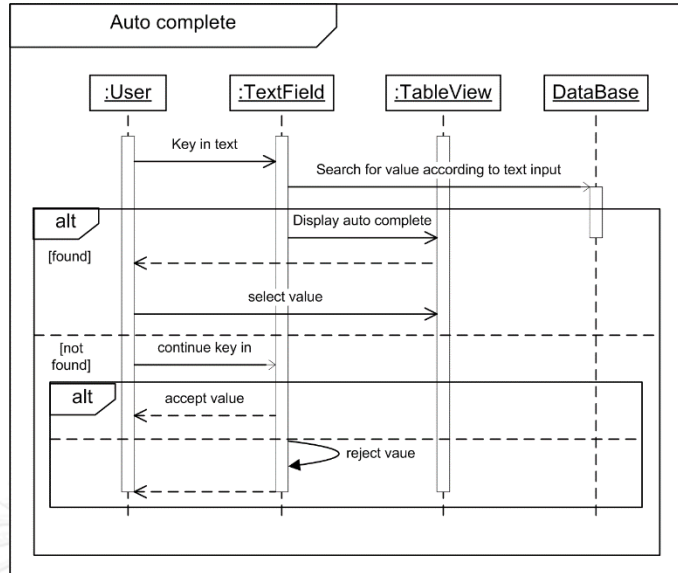 Auto complete
:User
:TextField
:TableView
DataBase
Key in text
Search for value according to text input
alt
Display auto complete
[found]
select value
[not
found]
continue key in
alt
accept value
reject vaue